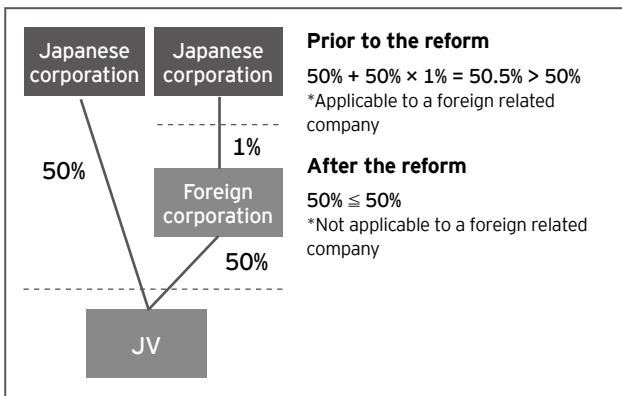 Japanese
corporation
Japanese
corporation
50%
1%
Foreign
corporation
50%
JV
Prior to the reform
50% + 50% × 1% = 50.5% > 50%
*Applicable to a foreign related
company
After the reform
50% ≦ 50%
*Not applicable to a foreign related
company